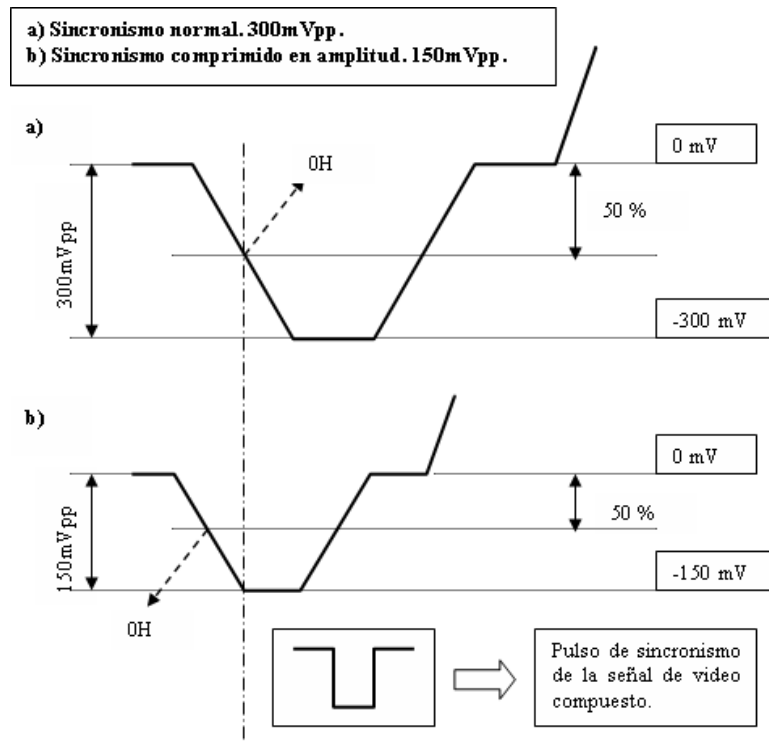 a) Sincronismo normal. 300mVpp.
b) Sincronismo comprimido en amplitud. 150mVpp.
a)
0 mV
0H
50 %
300mVpp
-300 mV
b)
0 mV
50 %
150mVpp
-150 mV
0H
Pulso de sincronismo
de la señal de video
compuesto.